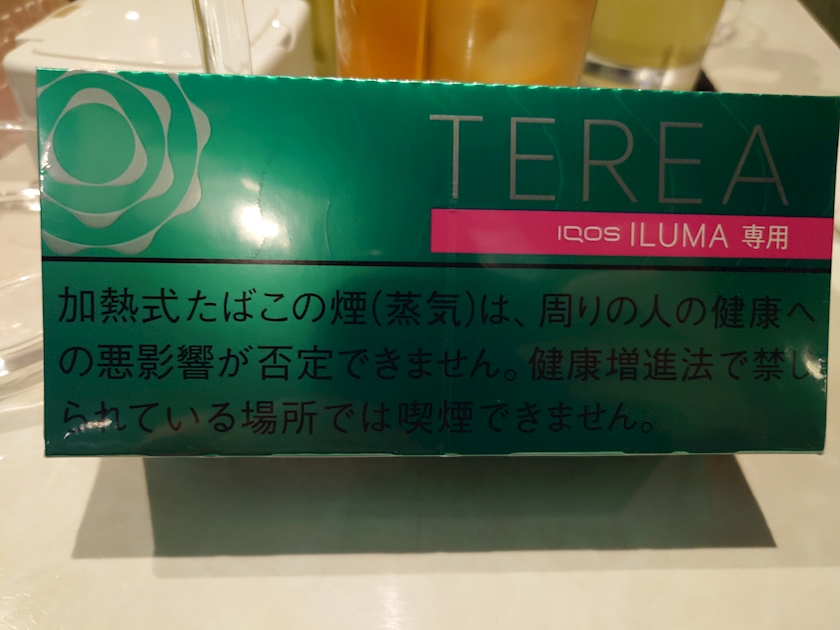 TEREA
IQOS ILUMA 専用
加熱式たばこの煙(蒸気)は、周りの人の健康へ
の悪影響が否定できません。健康増進法で禁じ
られている場所では喫煙できません。